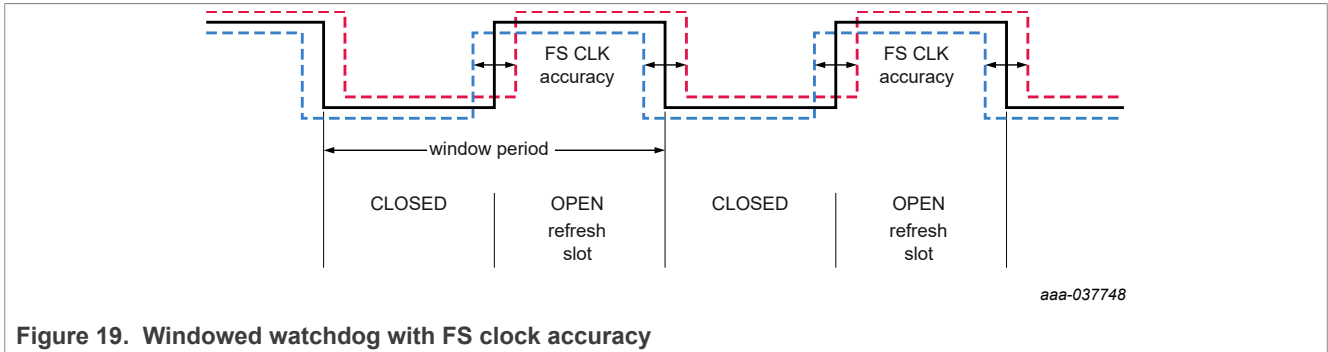 FS CLK
accuracy
FS CLK
accuracy
window period
CLOSED
OPEN
refresh
slot
CLOSED
OPEN
refresh
slot
aaa-037748
Figure 19. Windowed watchdog with FS clock accuracy